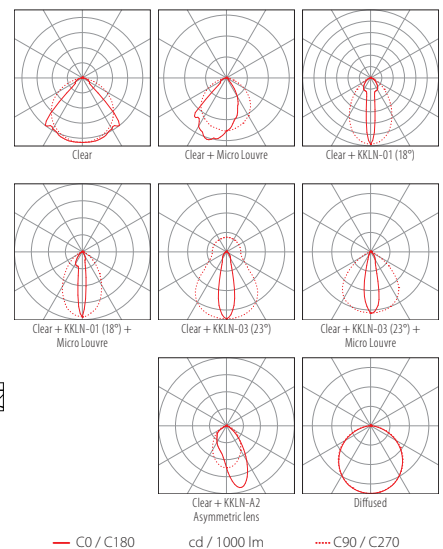 Clear
Clear + Micro Louvre
Clear + KKLN-01 (18°)
Clear + KKLN-01 (18°) +
Micro Louvre
Clear + KKLN-03 (23°)
Clear + KKLN-03 (23°) +
Micro Louvre
Clear + KKLN-A2
Asymmetric lens
Diffused
C0 / C180 cd / 1000 lm C90 / C270